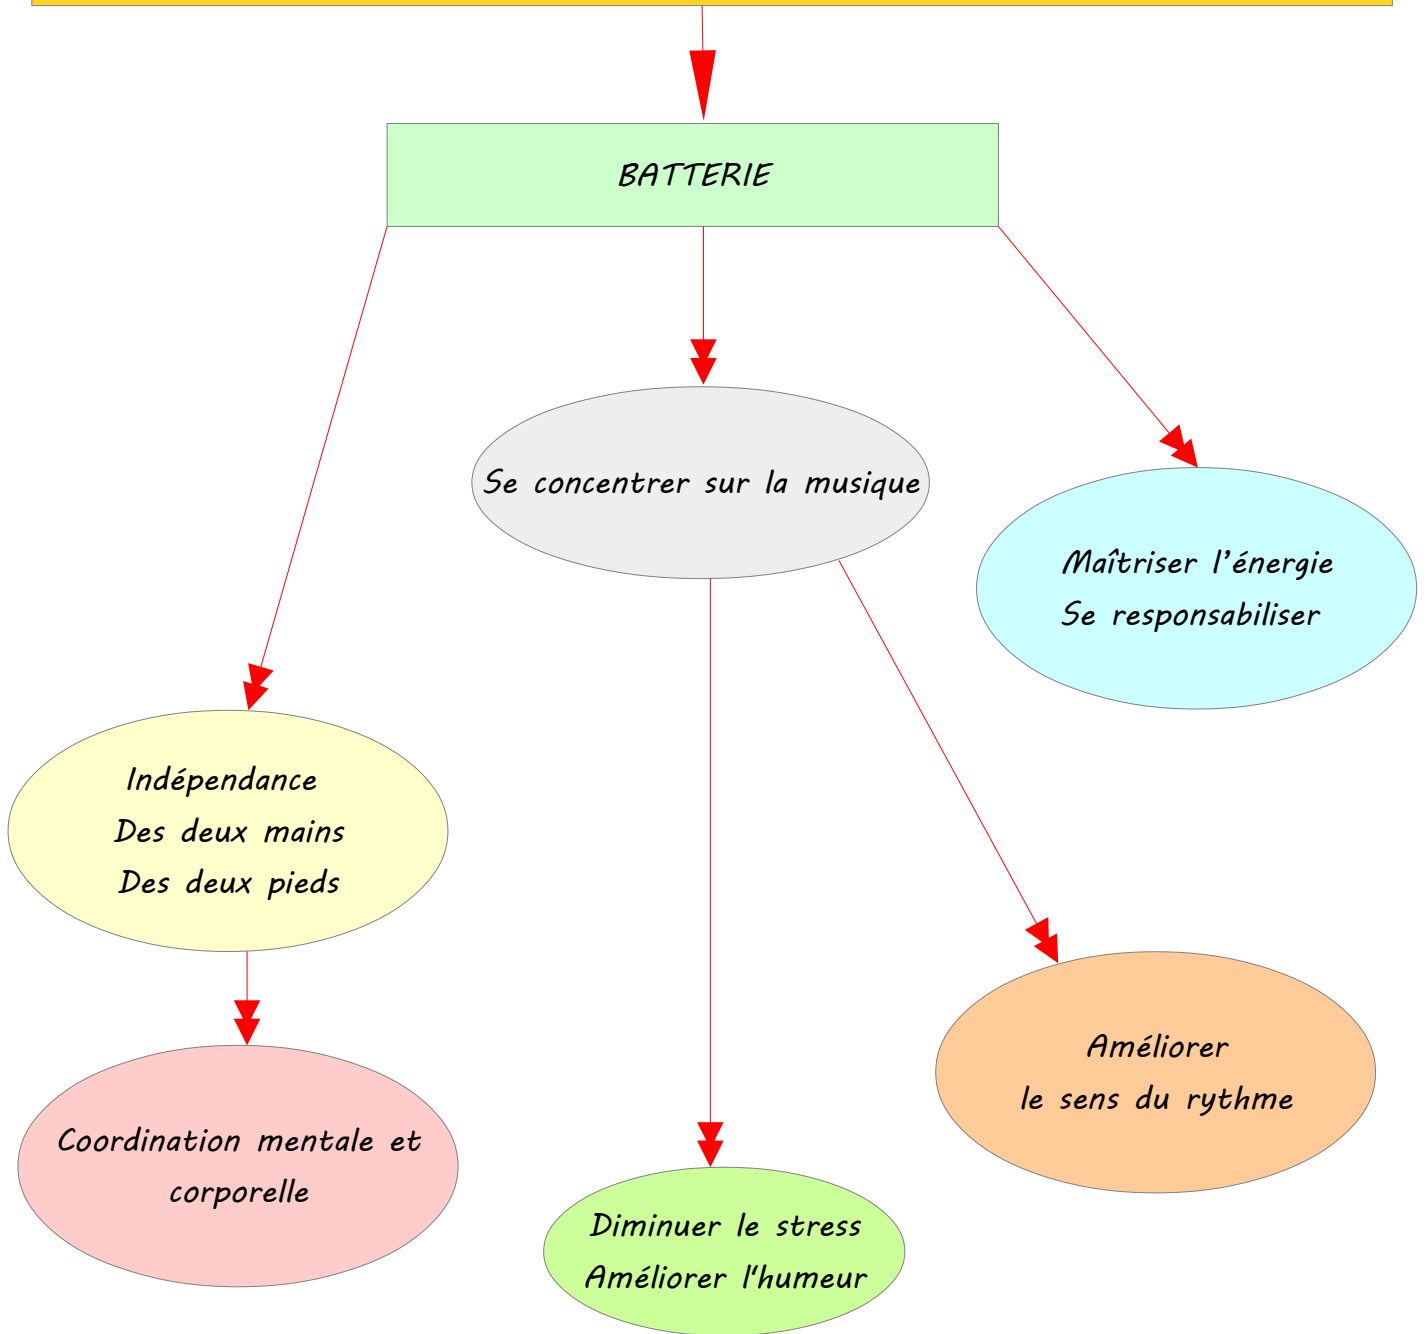 BATTERIE
Se concentrer sur la musique
Maîtriser l'énergie
Se responsabiliser
Indépendance
Des deux mains
Des deux pieds
Améliorer
le sens du rythme
Coordination mentale et
corporelle
Diminuer le stress
Améliorer l'humeur